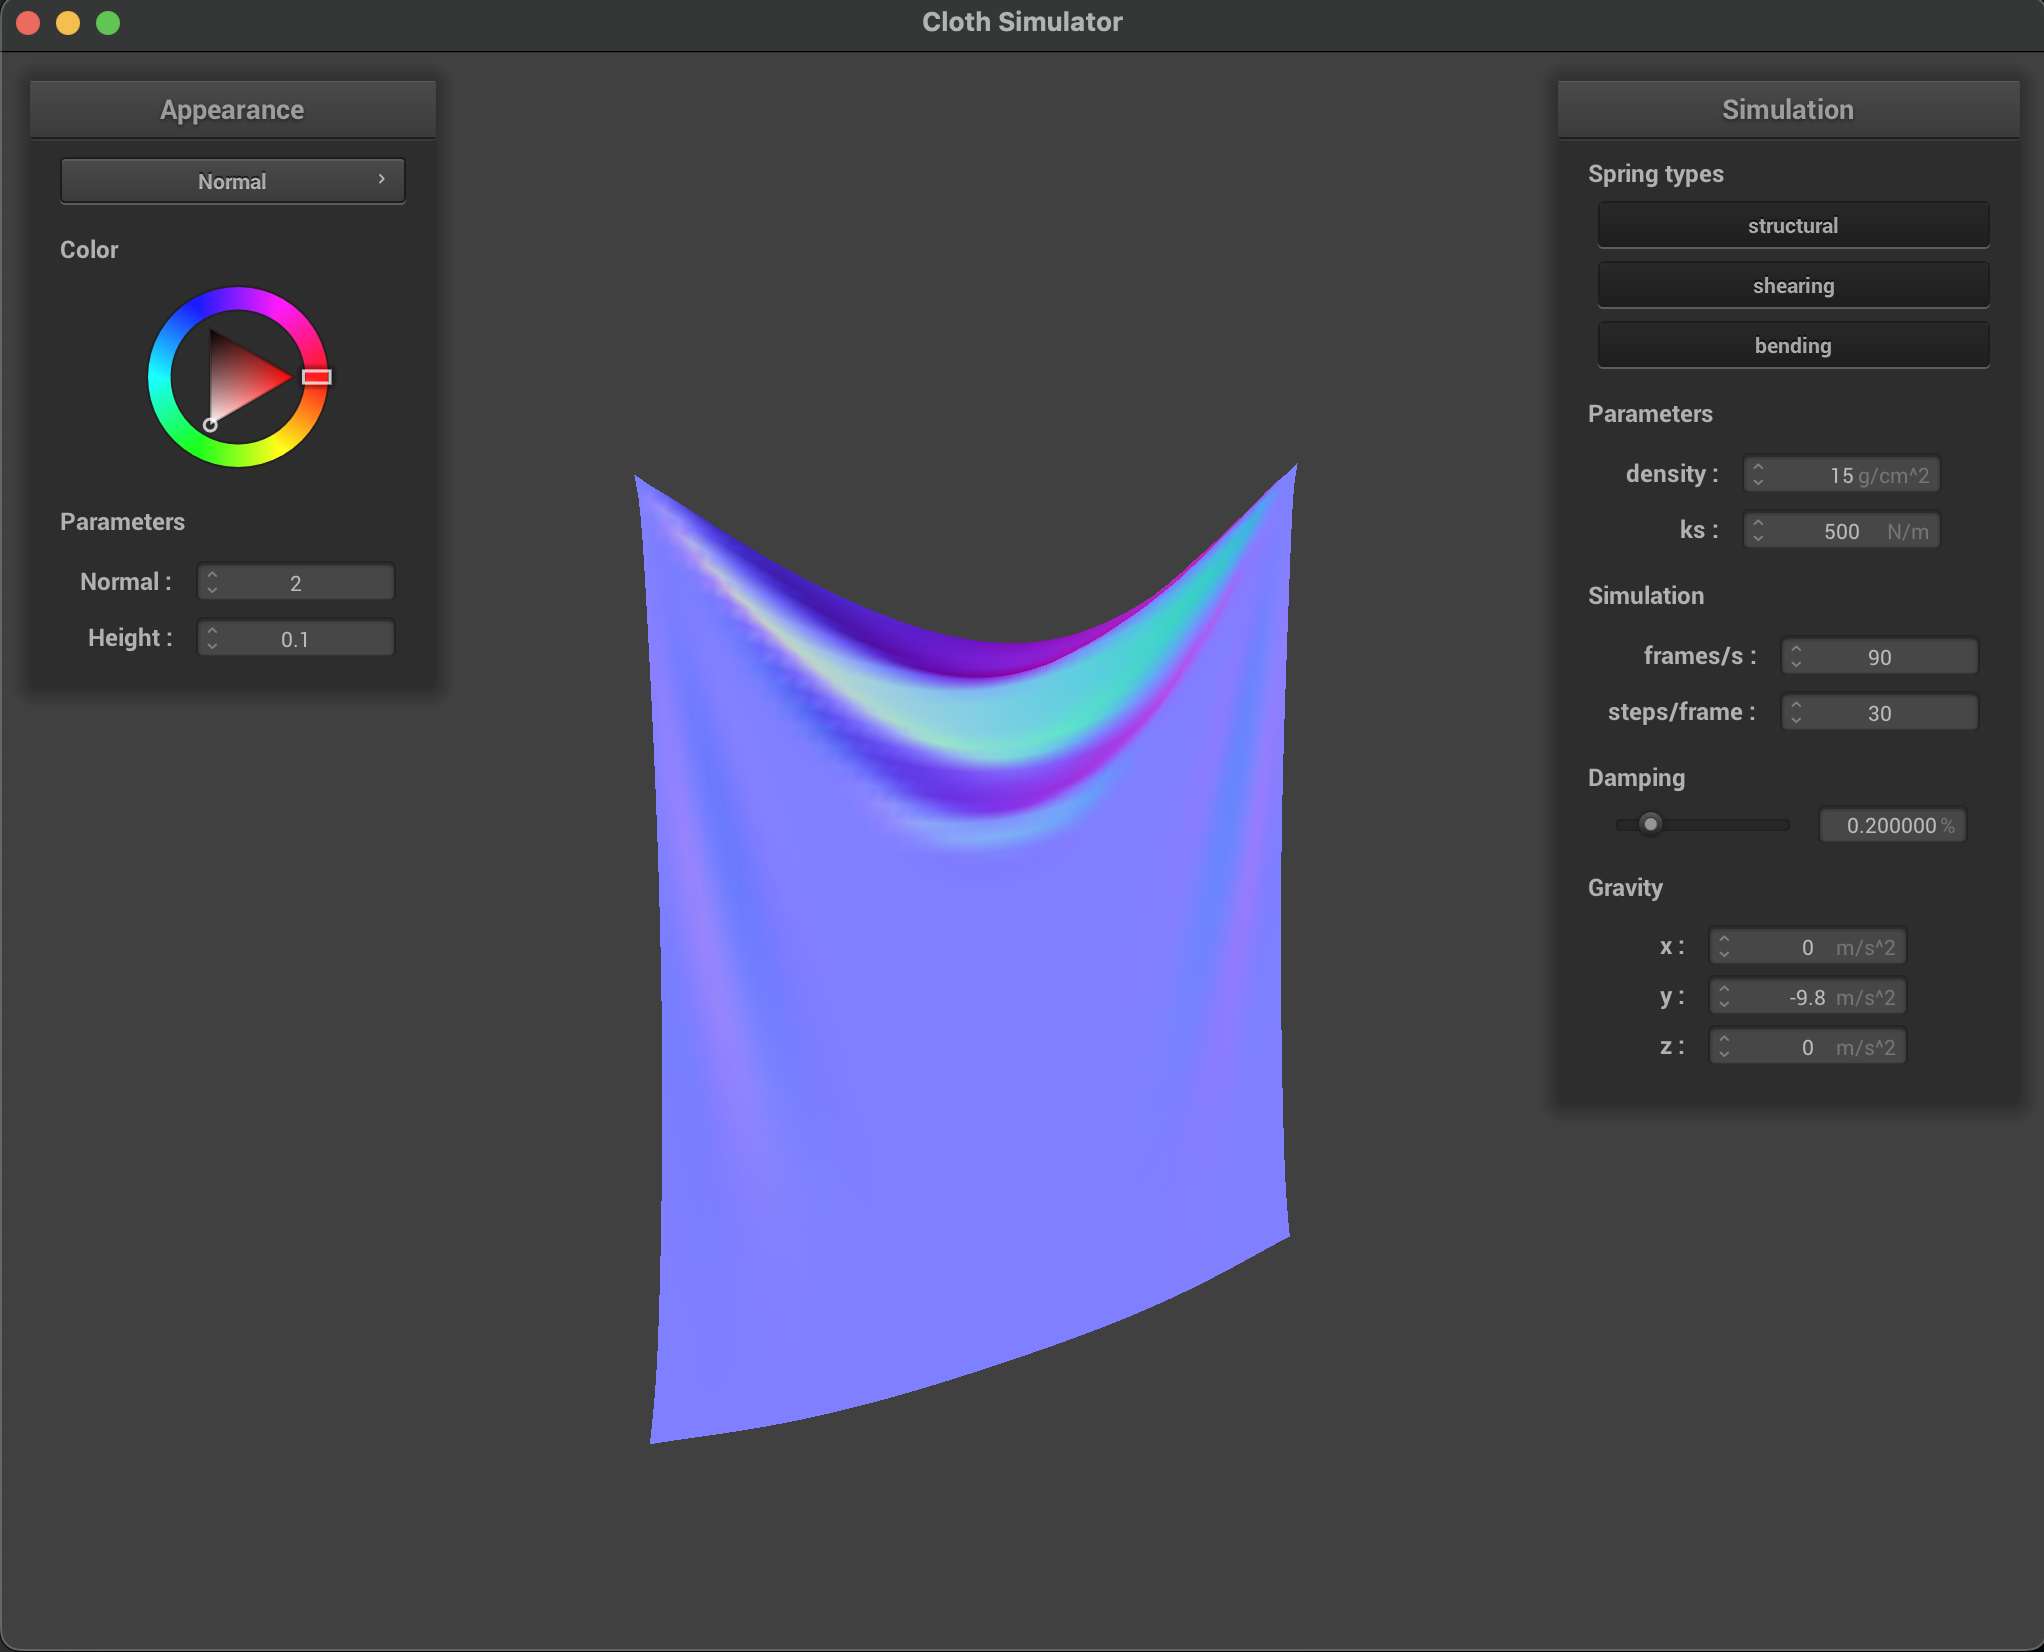 Cloth Simulator
Appearance
Normal
Color
Parameters
Normal : 2
Height : 0.1
Simulation
Spring types
structural
shearing
bending
Parameters
density : 15 g/cm^2
ks : 500 N/m
Simulation
frames/s : 90
steps/frame : 30
Damping
0.200000 %
Gravity
x : 0 m/s^2
y : -9.8 m/s^2
z : 0 m/s^2